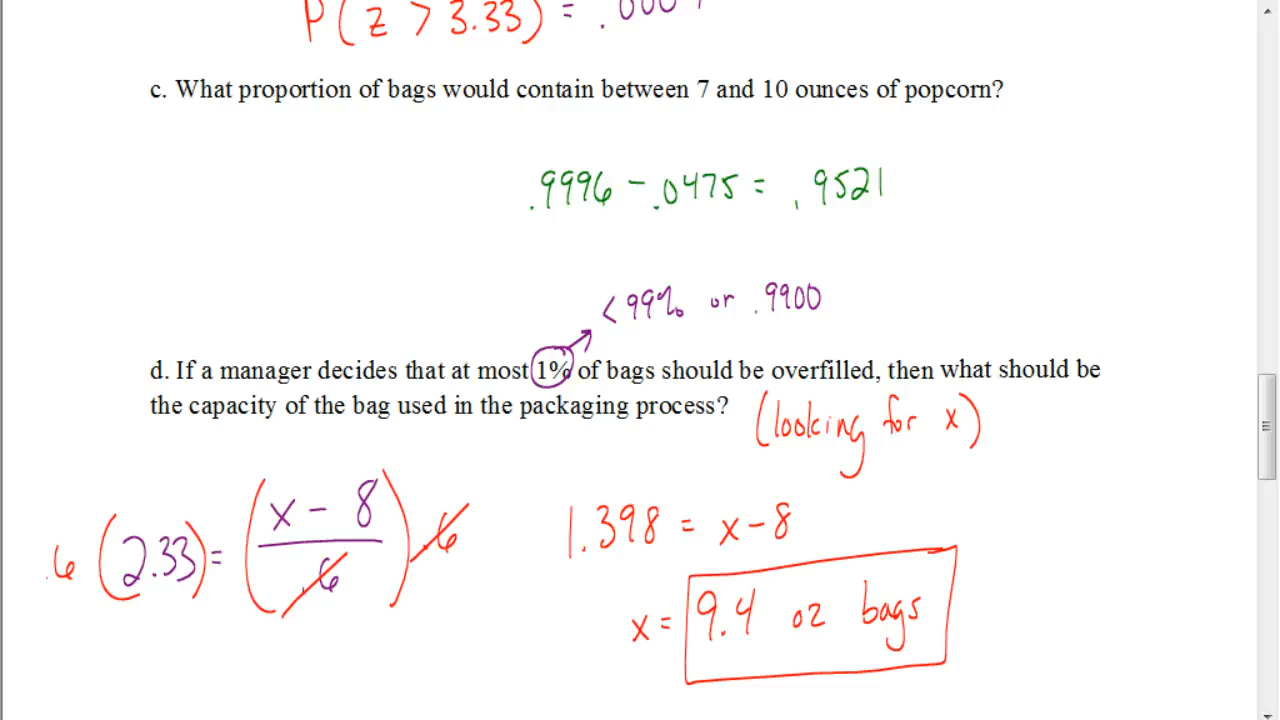 P(z > 3.33) = .0004
c. What proportion of bags would contain between 7 and 10 ounces of popcorn?
.9996 - .0475 = .9521
<99% or .9900
d. If a manager decides that at most 1% of bags should be overfilled, then what should be
the capacity of the bag used in the packaging process?
(looking for x)
.6 (2.33) = (x - 8 / .6) .6
1.398 = x - 8
x = 9.4 oz bags